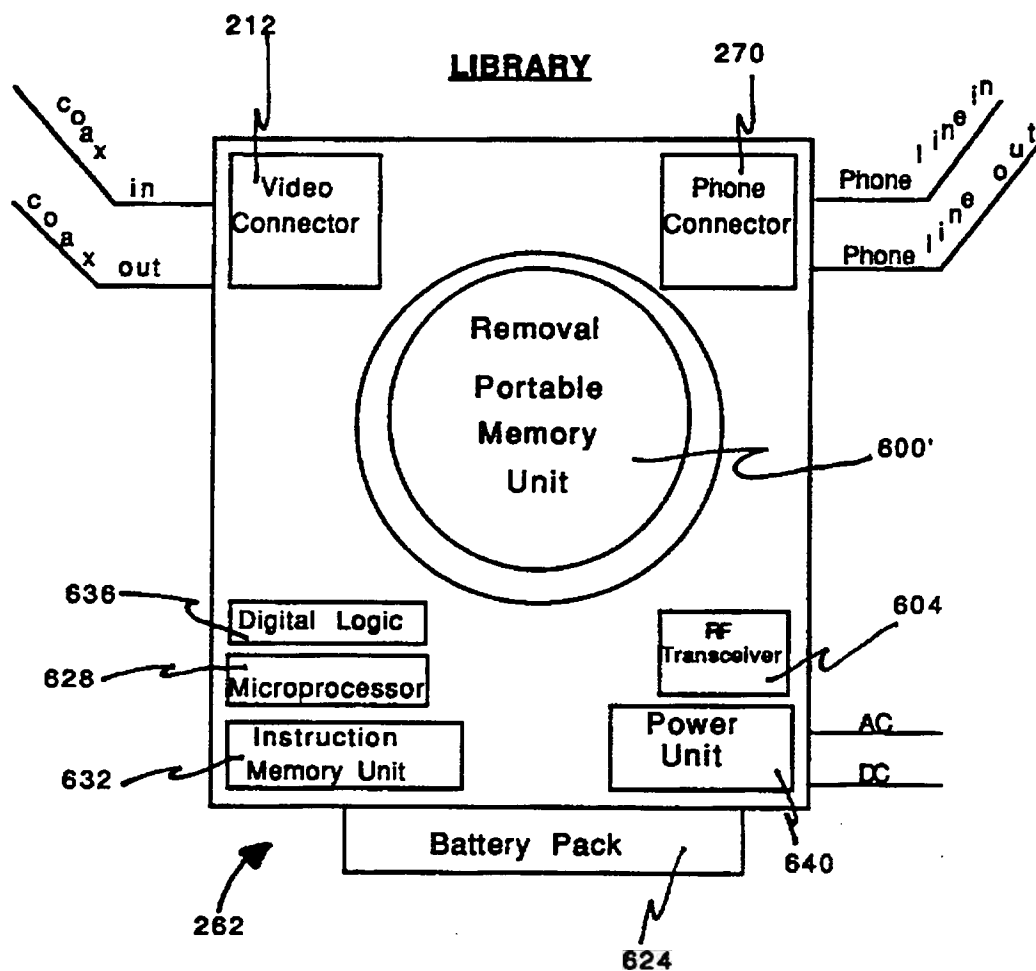 212
LIBRARY
270
coax in
coax out
Video
Connector
Phone
Connector
Phone line in
Phone line out
Removal
Portable
Memory
Unit
600'
636
Digital Logic
RF
Transceiver
604
628
Microprocessor
632
Instruction
Memory Unit
Power
Unit
AC
DC
Battery Pack
640
262
624